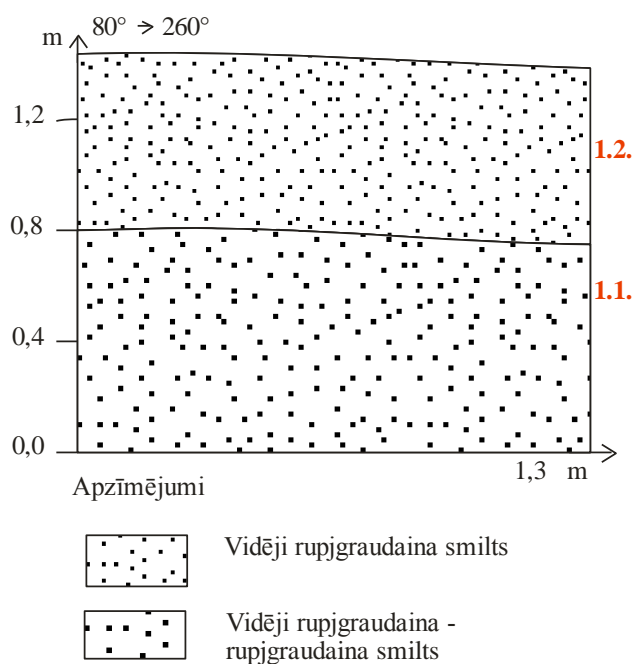 80° → 260°
m
1,2
1.2.
0,8
1.1.
0,4
0,0
1,3 m
Apzīmējumi
Vidēji rupjgraudaina smilts
Vidēji rupjgraudaina -
rupjgraudaina smilts